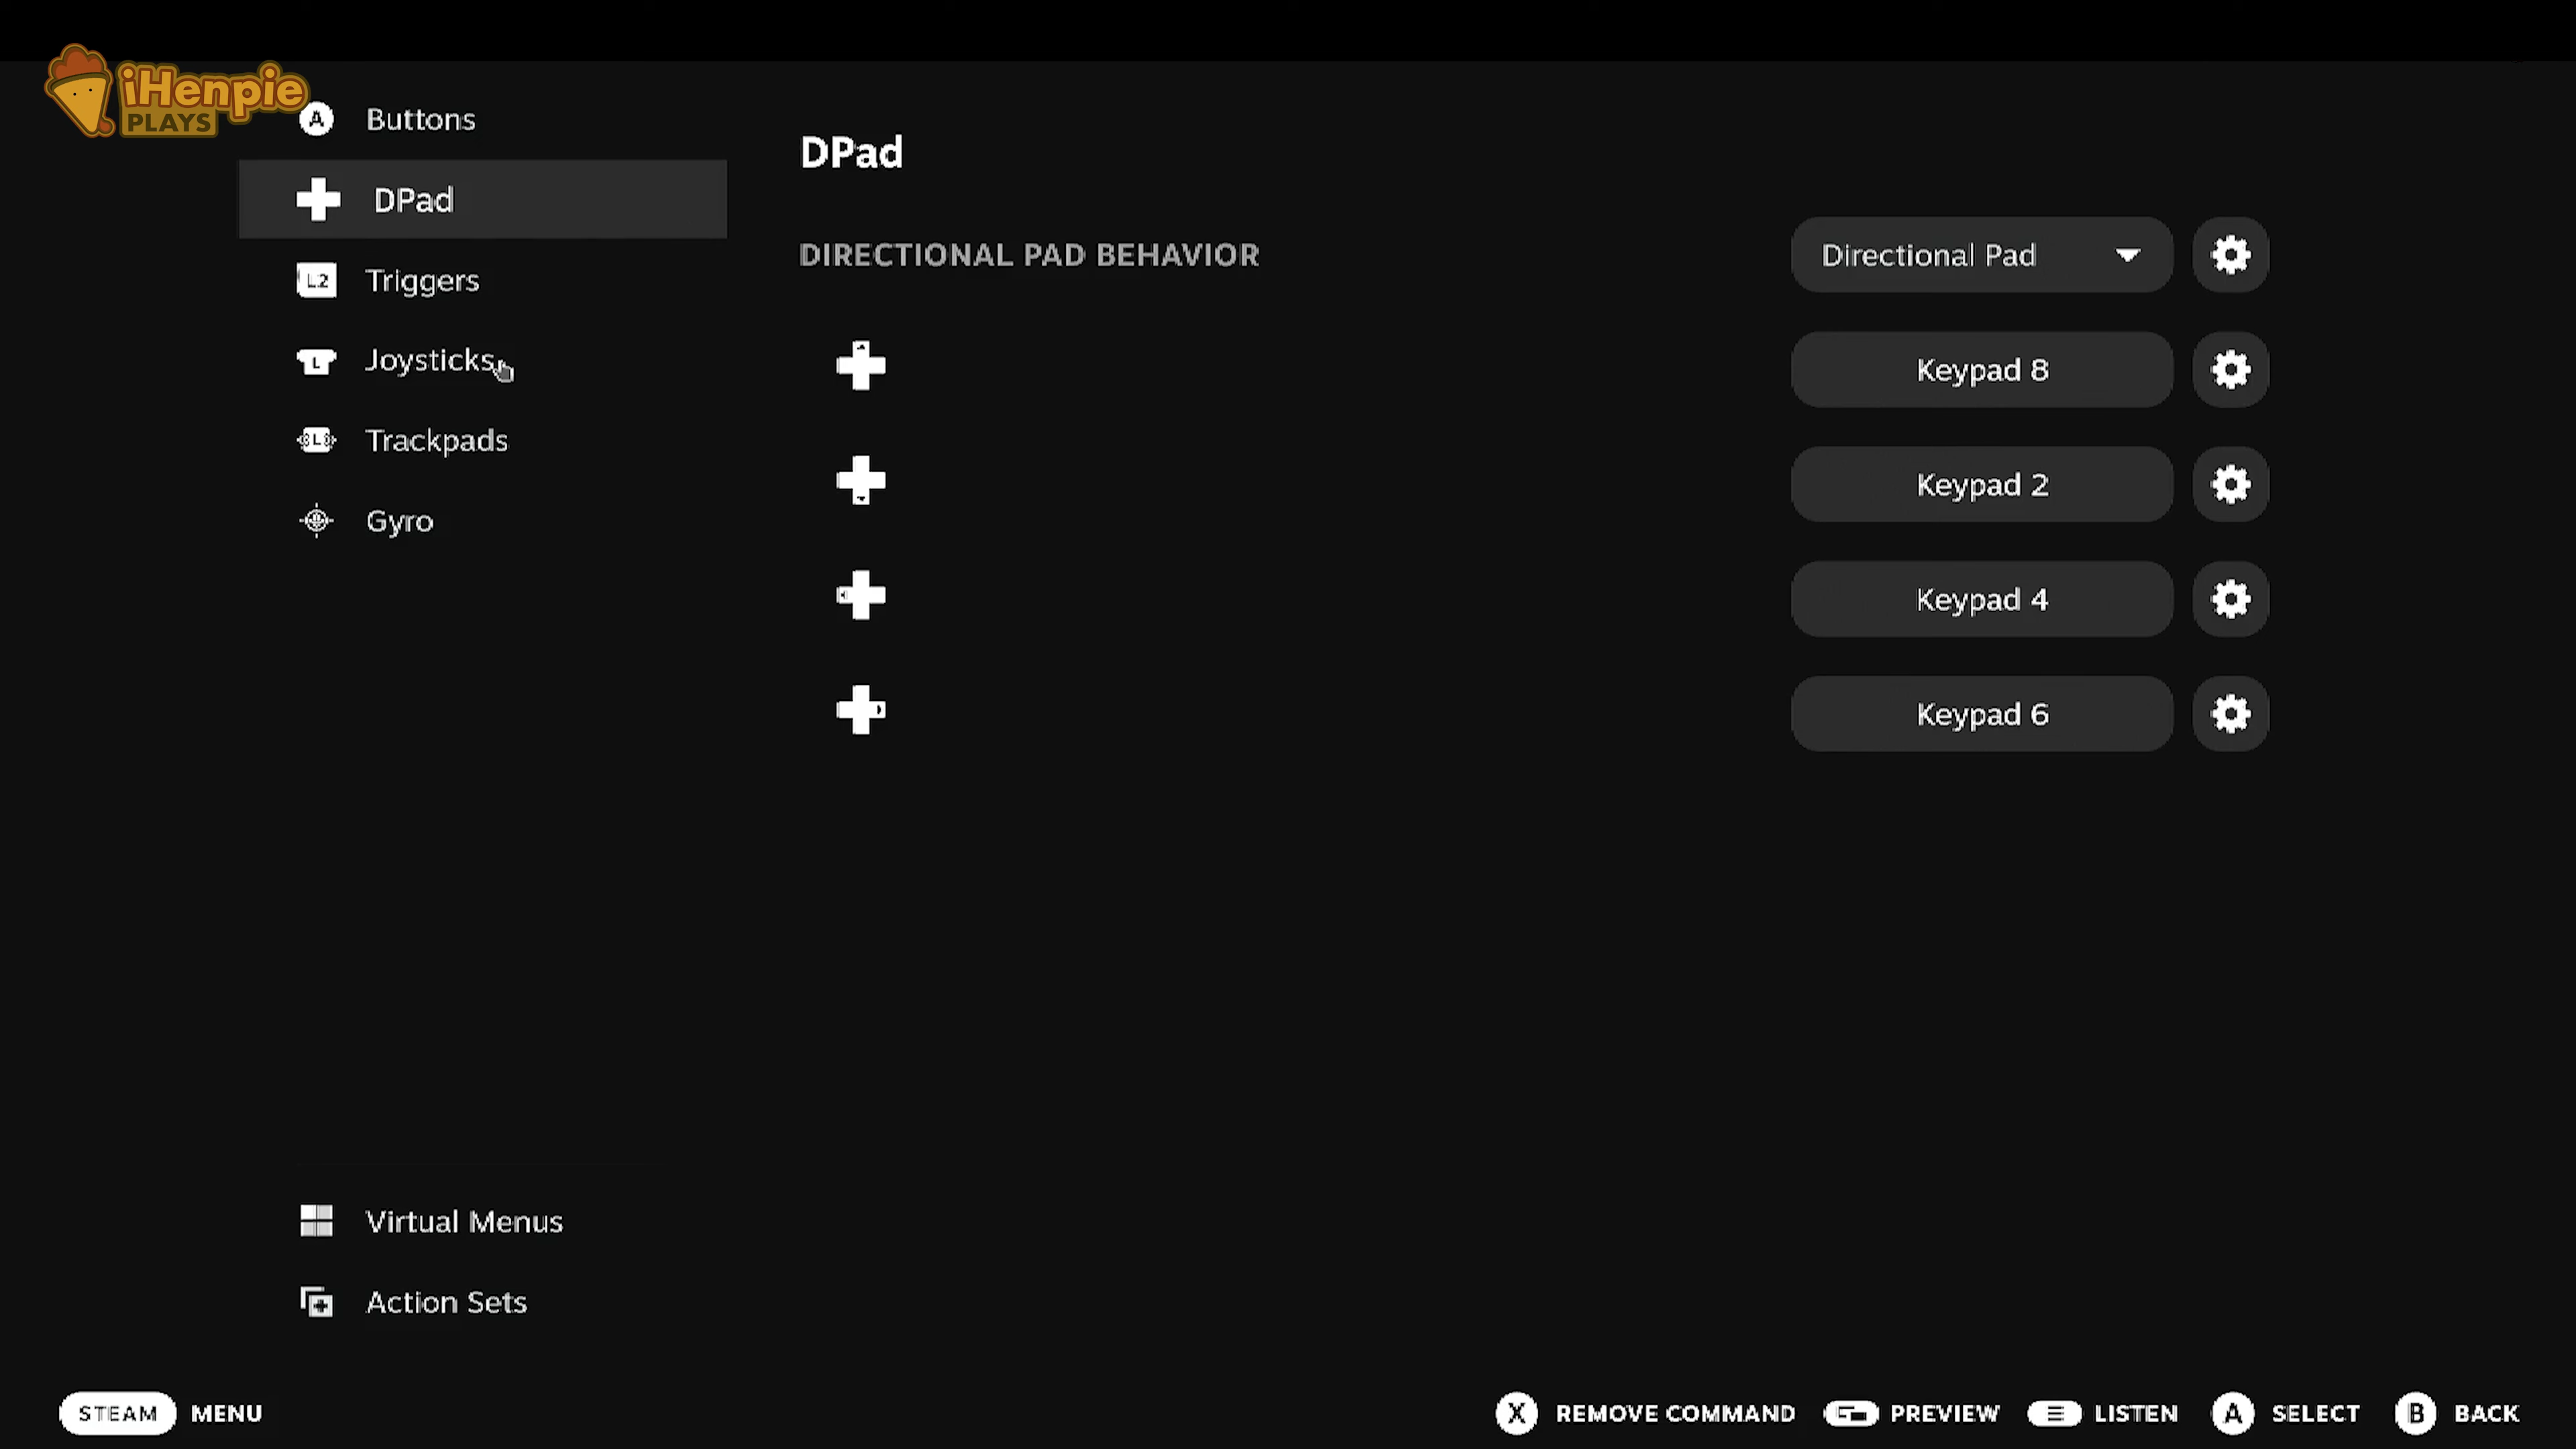 iHenpie
PLAYS
A Buttons
DPad
L2 Triggers
L Joysticks
L Trackpads
Gyro
Virtual Menus
Action Sets
DPad
DIRECTIONAL PAD BEHAVIOR
Directional Pad
Keypad 8
Keypad 2
Keypad 4
Keypad 6
STEAM MENU
X REMOVE COMMAND PREVIEW LISTEN A SELECT B BACK